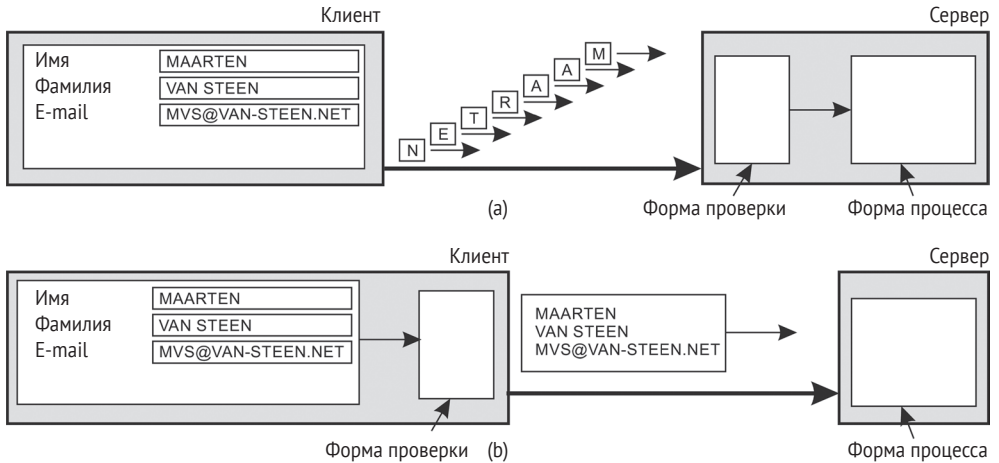 Клиент
Сервер
Имя
MAARTEN
Фамилия
VAN STEEN
E-mail
MVS@VAN-STEEN.NET
N
E
T
R
A
A
M
(a)
Форма проверки
Форма процесса
Клиент
Сервер
Имя
MAARTEN
Фамилия
VAN STEEN
E-mail
MVS@VAN-STEEN.NET
MAARTEN
VAN STEEN
MVS@VAN-STEEN.NET
Форма проверки
(b)
Форма процесса